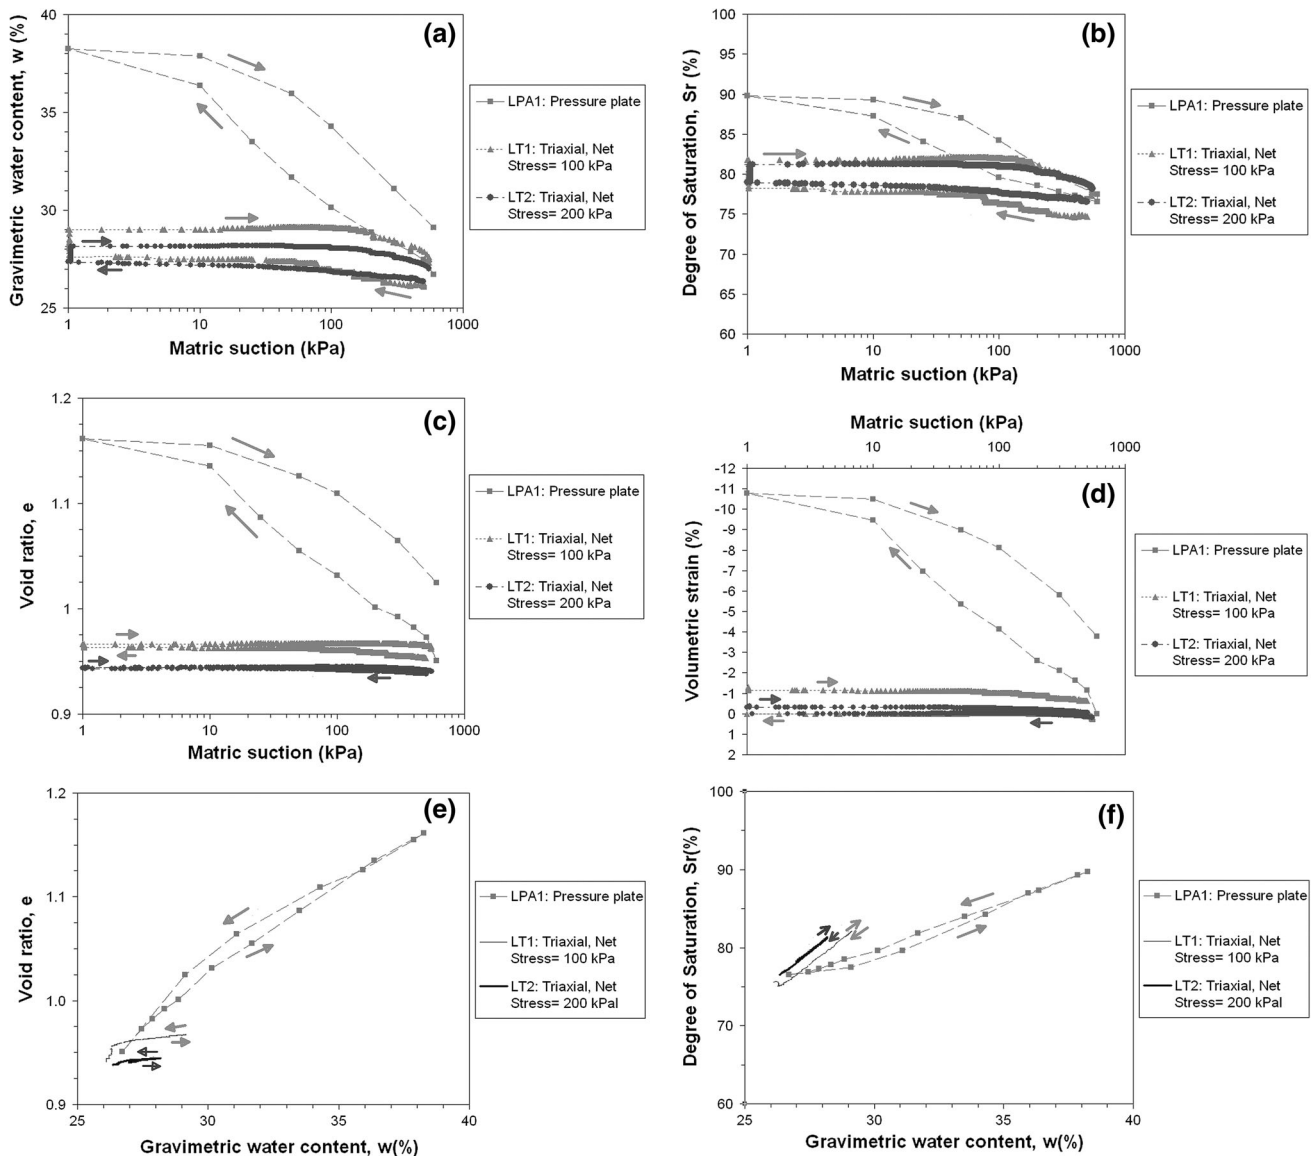 (a)
Gravimetric water content, w (%)
40
35
30
25
1
10
100
1000
Matric suction (kPa)
LPA1: Pressure plate
LT1: Triaxial, Net
Stress= 100 kPa
LT2: Triaxial, Net
Stress= 200 kPa
(b)
Degree of Saturation, Sr (%)
100
95
90
85
80
75
70
65
60
1
10
100
1000
Matric suction (kPa)
LPA1: Pressure plate
LT1: Triaxial, Net
Stress= 100 kPa
LT2: Triaxial, Net
Stress= 200 kPa
(c)
Void ratio, e
1.2
1.1
1
0.9
1
10
100
1000
Matric suction (kPa)
LPA1: Pressure plate
LT1: Triaxial, Net
Stress= 100 kPa
LT2: Triaxial, Net
Stress= 200 kPa
Matric suction (kPa)
1
10
100
1000
(d)
Volumetric strain (%)
-12
-11
-10
-9
-8
-7
-6
-5
-4
-3
-2
-1
0
1
2
LPA1: Pressure plate
LT1: Triaxial, Net
Stress= 100 kPa
LT2: Triaxial, Net
Stress= 200 kPa
(e)
Void ratio, e
1.2
1.1
1.0
0.9
25
30
35
40
Gravimetric water content, w(%)
LPA1: Pressure plate
LT1: Triaxial, Net
Stress= 100 kPa
LT2: Triaxial, Net
Stress= 200 kPal
(f)
Degree of Saturation, Sr(%)
100
90
80
70
60
25
30
35
40
Gravimetric water content, w(%)
LPA1: Pressure plate
LT1: Triaxial, Net
Stress= 100 kPa
LT2: Triaxial, Net
Stress= 200 kPal